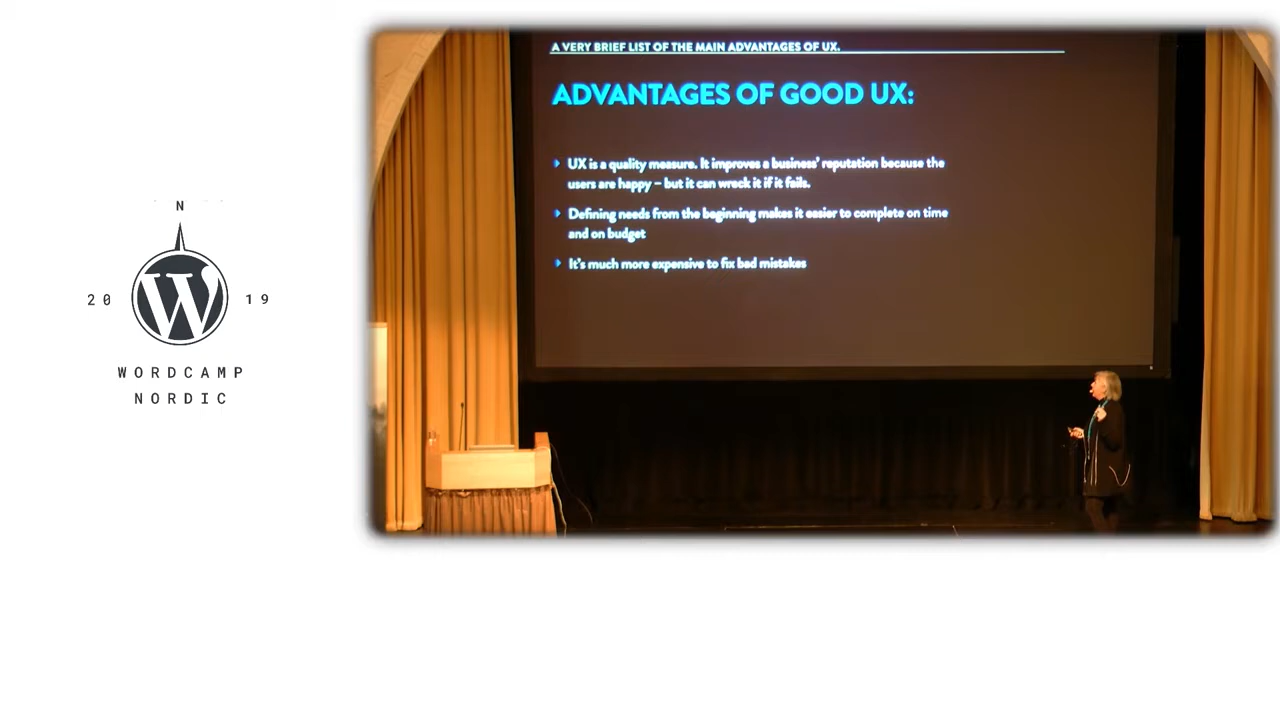 A VERY BRIEF LIST OF THE MAIN ADVANTAGES OF UX.
ADVANTAGES OF GOOD UX:
UX is a quality measure. It improves a business' reputation because the
users are happy – but it can wreck it if it fails.
Defining needs from the beginning makes it easier to complete on time
and on budget
It's much more expensive to fix bad mistakes
N
W
20 19
WORDCAMP
NORDIC